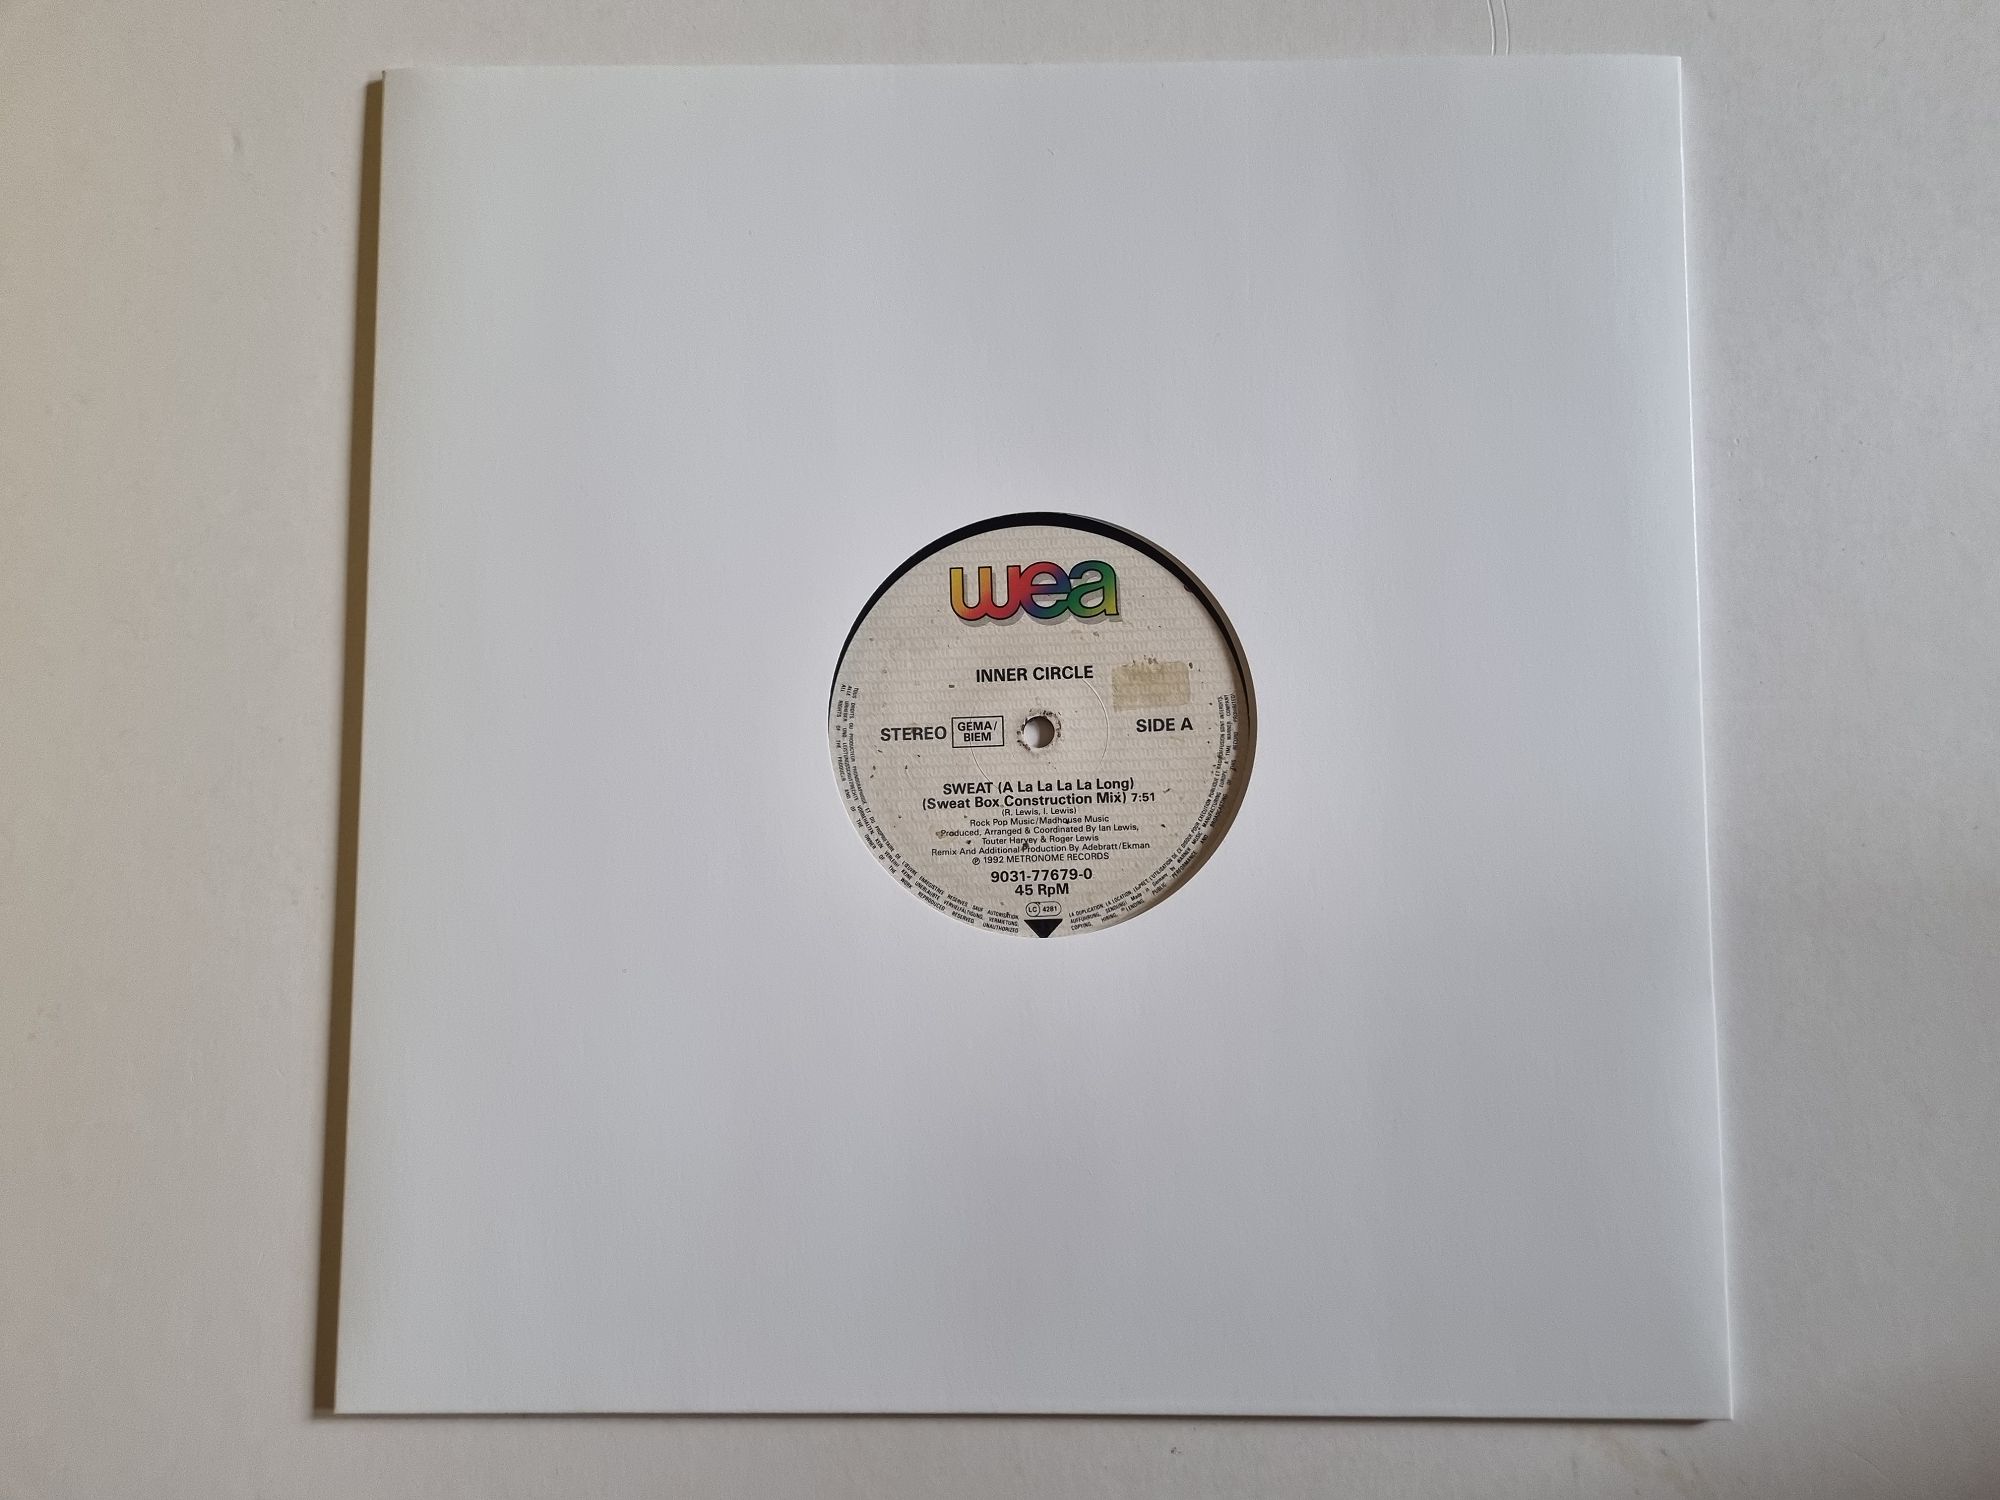 wea
INNER CIRCLE
STEREO GEMA/ BIEM SIDE A
SWEAT (A La La La La Long)
(Sweat Box Construction Mix) 7:51
(R. Lewis, I. Lewis)
Rock Pop Music/Madhouse Music
Produced, Arranged & Coordinated By Ian Lewis,
Touter Harvey & Roger Lewis
Remix And Additional Production By Adebratt/Ekman
℗ 1992 METRONOME RECORDS
9031-77679-0
45 RpM
LC 4281